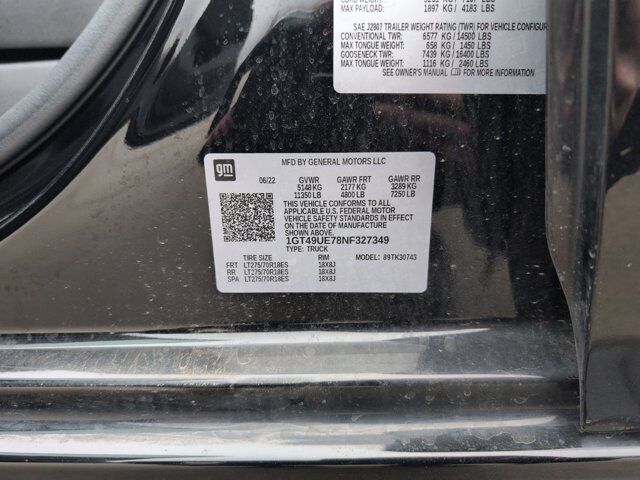 MAX PAYLOAD: 1897 KG / 4183 LBS
SAE J2807 TRAILER WEIGHT RATING (TWR) FOR VEHICLE CONFIGUR
CONVENTIONAL TWR: 6577 KG / 14500 LBS
MAX TONGUE WEIGHT: 658 KG / 1450 LBS
GOOSENECK TWR: 7439 KG / 16400 LBS
MAX TONGUE WEIGHT: 1116 KG / 2460 LBS
SEE OWNER'S MANUAL FOR MORE INFORMATION
gm
MFD BY GENERAL MOTORS LLC
06/22 GVWR GAWR FRT GAWR RR
5148 KG 2177 KG 3289 KG
11350 LB 4800 LB 7250 LB
THIS VEHICLE CONFORMS TO ALL
APPLICABLE U.S. FEDERAL MOTOR
VEHICLE SAFETY STANDARDS IN EFFECT
ON THE DATE OF MANUFACTURE
SHOWN ABOVE.
1GT49UE78NF327349
TYPE: TRUCK
TIRE SIZE RIM MODEL: 89TK30743
FRT LT275/70R18ES 18X8J
RR LT275/70R18ES 18X8J
SPA LT275/70R18ES 18X8J